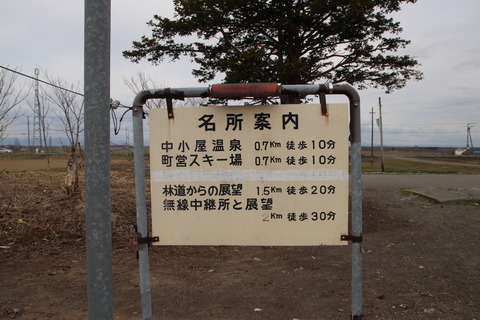 名所案内
中小屋温泉 0.7Km 徒歩10分
町営スキー場 0.7Km 徒歩10分
林道からの展望 1.5Km 徒歩20分
無線中継所と展望
2Km 徒歩30分